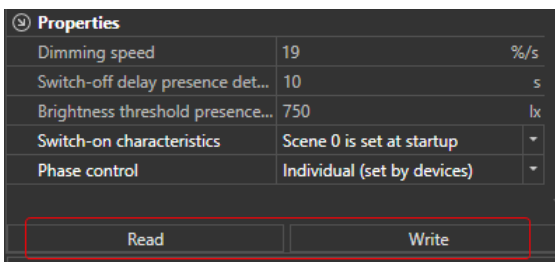 Properties
Dimming speed 19 %/s
Switch-off delay presence det... 10 s
Brightness threshold presence... 750 lx
Switch-on characteristics Scene 0 is set at startup
Phase control Individual (set by devices)
Read Write